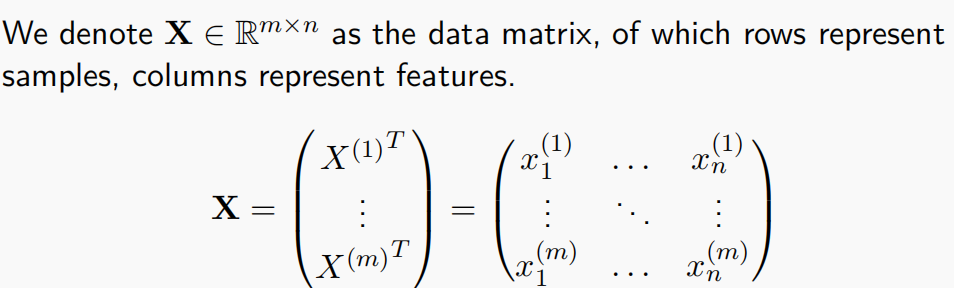 We denote $\mathbf{X} \in \mathbb{R}^{m \times n}$ as the data matrix, of which rows represent
samples, columns represent features.
$\mathbf{X} = \begin{pmatrix} X^{(1)^T} \\ \vdots \\ X^{(m)^T} \end{pmatrix} = \begin{pmatrix} x_1^{(1)} & \dots & x_n^{(1)} \\ \vdots & \ddots & \vdots \\ x_1^{(m)} & \dots & x_n^{(m)} \end{pmatrix}$